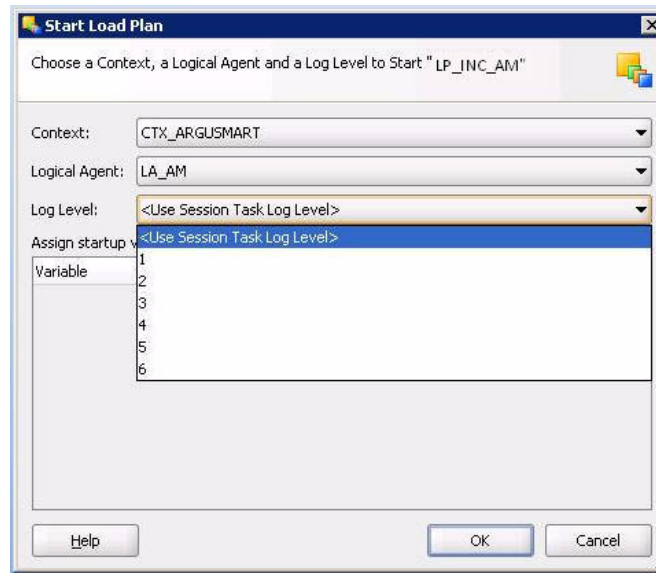 Start Load Plan
Choose a Context, a Logical Agent and a Log Level to Start "LP_INC_AM"
Context: CTX_ARGUSMART
Logical Agent: LA_AM
Log Level: <Use Session Task Log Level>
Assign startup v
<Use Session Task Log Level>
Variable
1
2
3
4
5
6
Help
OK
Cancel